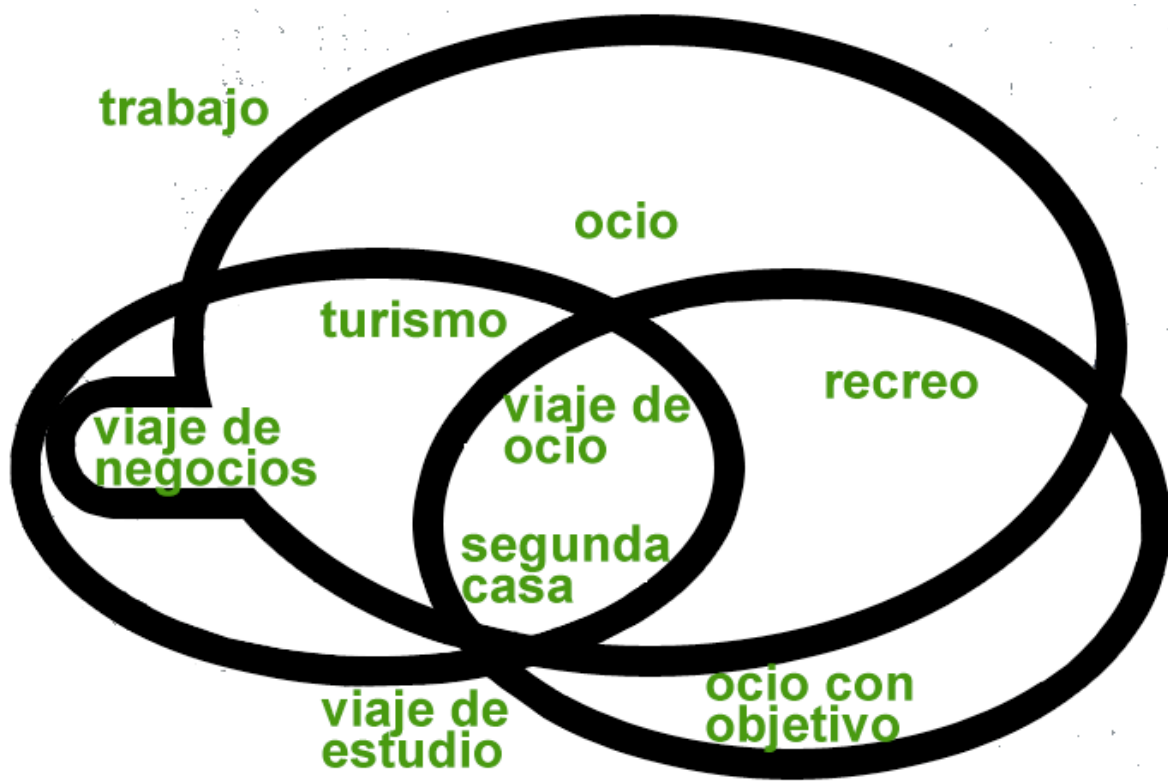 trabajo
ocio
turismo
recreo
viaje de
ocio
viaje de
negocios
segunda
casa
ocio con
objetivo
viaje de
estudio